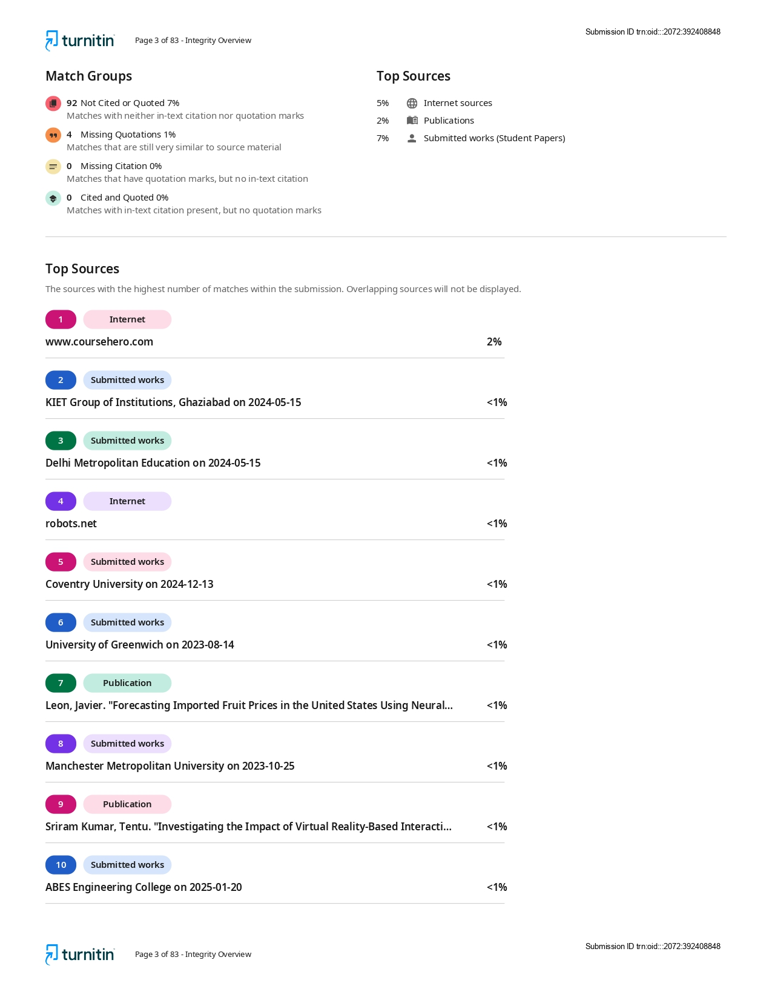 turnitin Page 3 of 83 - Integrity Overview Submission ID trn:oid:::2072:392408848
Match Groups
92 Not Cited or Quoted 7%
Matches with neither in-text citation nor quotation marks
4 Missing Quotations 1%
Matches that are still very similar to source material
0 Missing Citation 0%
Matches that have quotation marks, but no in-text citation
0 Cited and Quoted 0%
Matches with in-text citation present, but no quotation marks
Top Sources
5% Internet sources
2% Publications
7% Submitted works (Student Papers)
Top Sources
The sources with the highest number of matches within the submission. Overlapping sources will not be displayed.
1 Internet
www.coursehero.com 2%
2 Submitted works
KIET Group of Institutions, Ghaziabad on 2024-05-15 <1%
3 Submitted works
Delhi Metropolitan Education on 2024-05-15 <1%
4 Internet
robots.net <1%
5 Submitted works
Coventry University on 2024-12-13 <1%
6 Submitted works
University of Greenwich on 2023-08-14 <1%
7 Publication
Leon, Javier. "Forecasting Imported Fruit Prices in the United States Using Neural... <1%
8 Submitted works
Manchester Metropolitan University on 2023-10-25 <1%
9 Publication
Sriram Kumar, Tentu. "Investigating the Impact of Virtual Reality-Based Interacti... <1%
10 Submitted works
ABES Engineering College on 2025-01-20 <1%
turnitin Page 3 of 83 - Integrity Overview Submission ID trn:oid:::2072:392408848